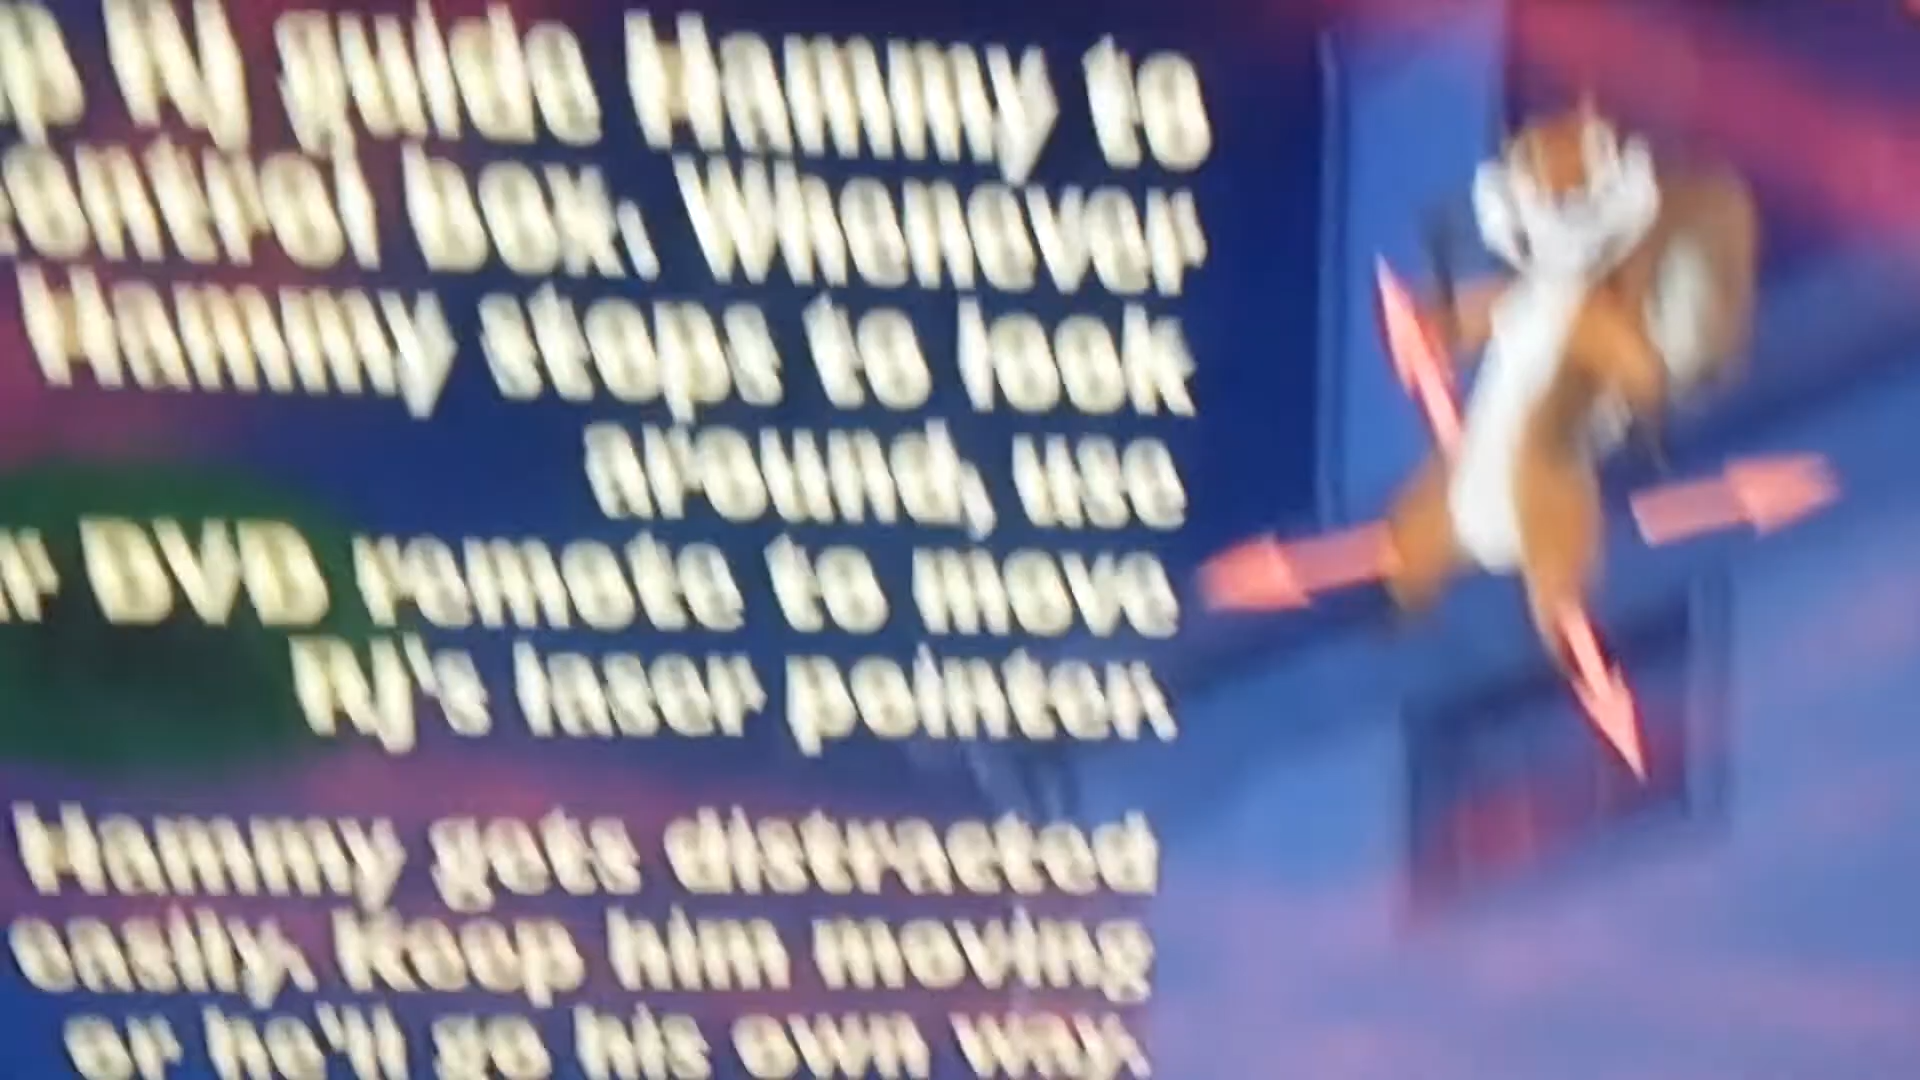 p RJ guide Hammy to
control box. Whenever
Hammy stops to look
around, use
r DVD remote to move
RJ's laser pointer.
Hammy gets distracted
easily. Keep him moving
or he'll go his own way.